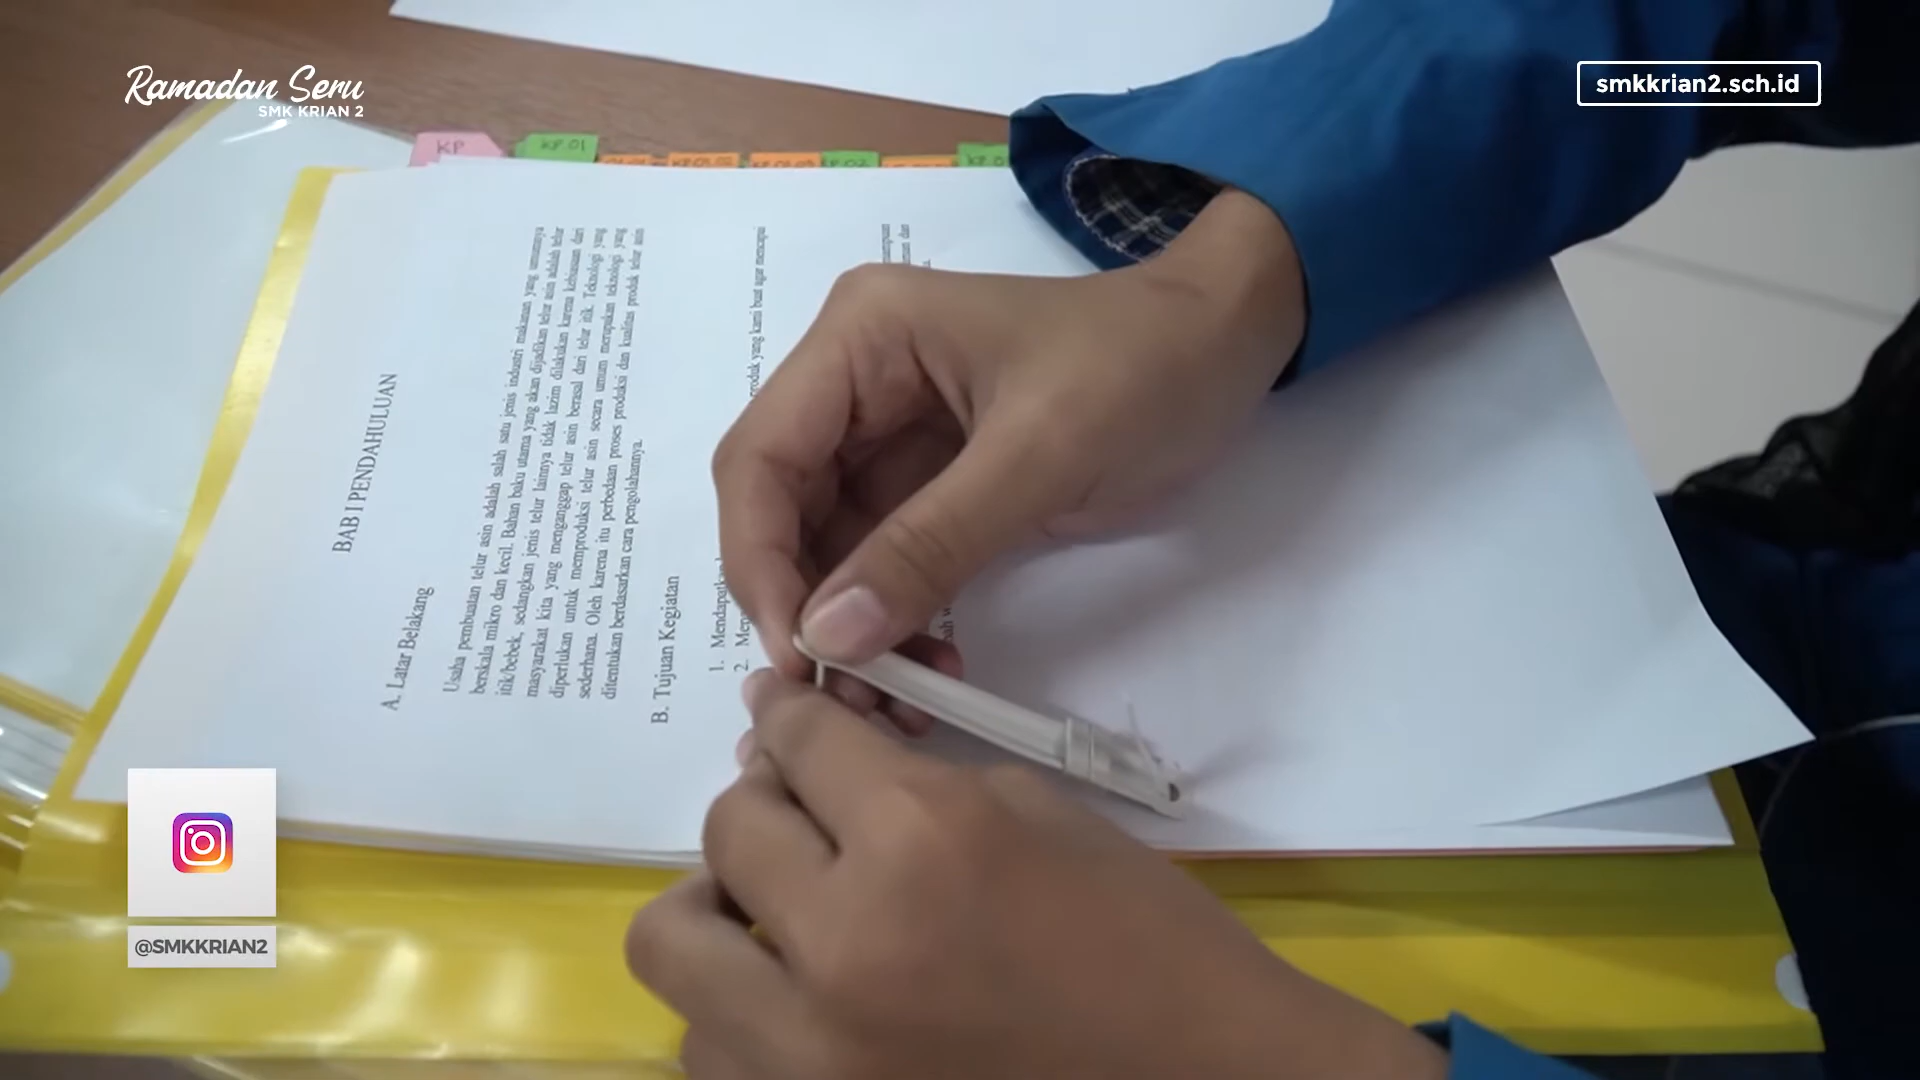 Ramadan Seru
SMK KRIAN 2
smkkrian2.sch.id
KP
KP 01
KP 02
BAB I PENDAHULUAN
A. Latar Belakang
Usaha pembuatan telur asin adalah salah satu jenis industri makanan yang umumnya
berskala mikro dan kecil. Bahan baku utama yang akan dijadikan telur asin adalah telur
itik/bebek, sedangkan jenis telur lainnya tidak lazim dilakukan karena kebiasaan dari
masyarakat kita yang menganggap telur asin berasal dari telur itik. Teknologi yang
diperlukan untuk memproduksi telur asin secara umum merupakan teknologi yang
sederhana. Oleh karena itu perbedaan proses produksi dan kualitas produk telur asin
ditentukan berdasarkan cara pengolahannya.
B. Tujuan Kegiatan
1. Mendapatkan produk yang kami buat agar mencapai
2.
@SMKKRIAN2